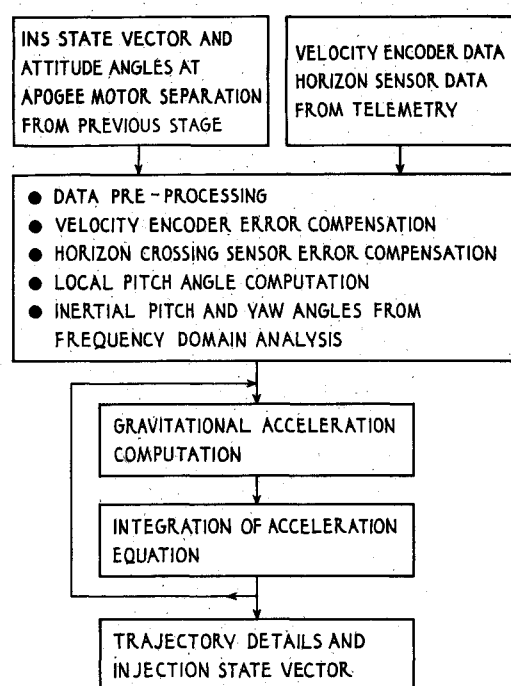 INS STATE VECTOR AND
ATTITUDE ANGLES AT
APOGEE MOTOR SEPARATION
FROM PREVIOUS STAGE
VELOCITY ENCODER DATA
HORIZON SENSOR DATA
FROM TELEMETRY
● DATA PRE-PROCESSING
● VELOCITY ENCODER ERROR COMPENSATION
● HORIZON CROSSING SENSOR ERROR COMPENSATION
● LOCAL PITCH ANGLE COMPUTATION
● INERTIAL PITCH AND YAW ANGLES FROM
FREQUENCY DOMAIN ANALYSIS
GRAVITATIONAL ACCELERATION
COMPUTATION
INTEGRATION OF ACCELERATION
EQUATION
TRAJECTORY DETAILS AND
INJECTION STATE VECTOR